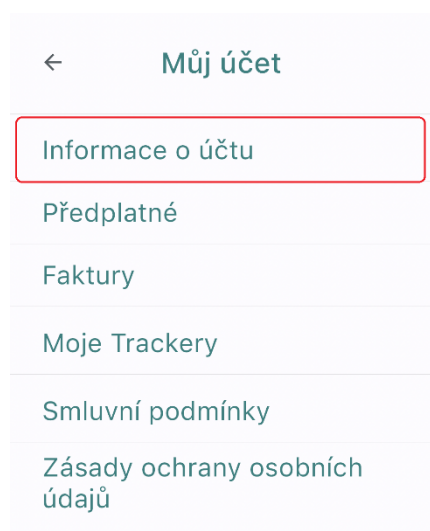 Můj účet
Informace o účtu
Předplatné
Faktury
Moje Trackery
Smluvní podmínky
Zásady ochrany osobních
údajů